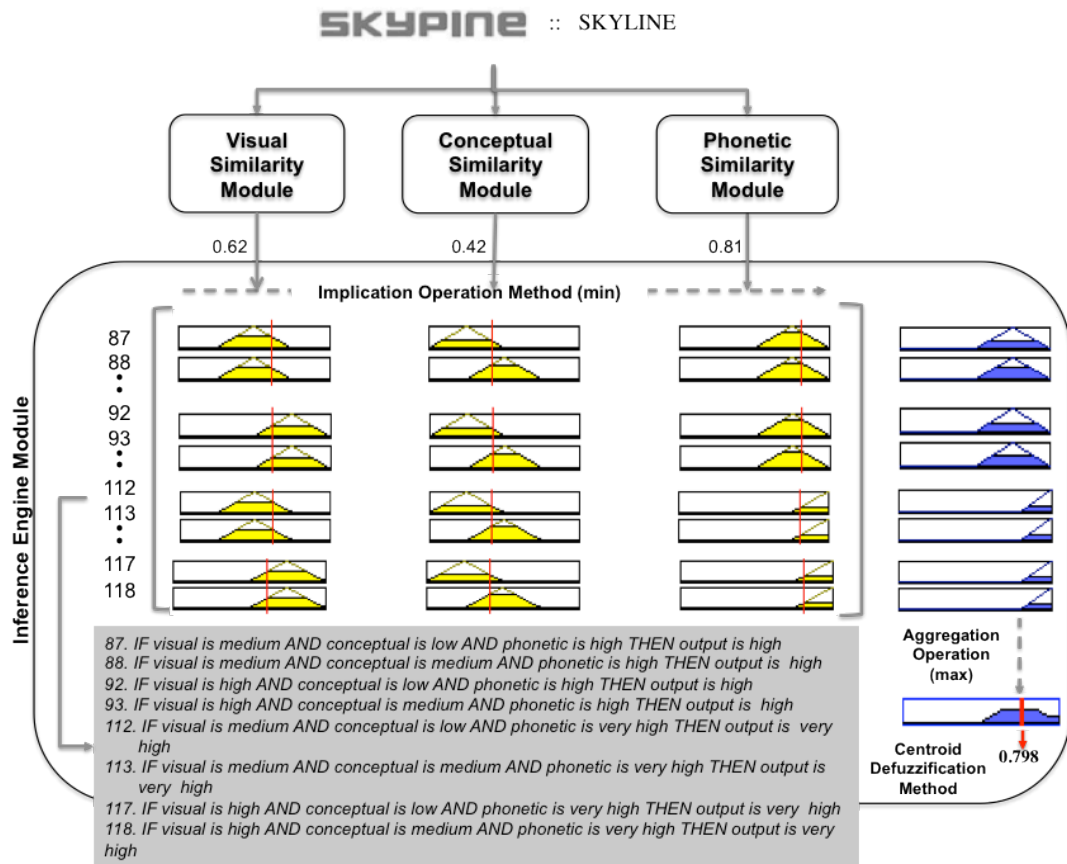 SKYPINE :: SKYLINE
Visual
Similarity
Module
Conceptual
Similarity
Module
Phonetic
Similarity
Module
0.62
0.42
0.81
Implication Operation Method (min)
Inference Engine Module
87
88
92
93
112
113
117
118
87. IF visual is medium AND conceptual is low AND phonetic is high THEN output is high
88. IF visual is medium AND conceptual is medium AND phonetic is high THEN output is high
92. IF visual is high AND conceptual is low AND phonetic is high THEN output is high
93. IF visual is high AND conceptual is medium AND phonetic is high THEN output is high
112. IF visual is medium AND conceptual is low AND phonetic is very high THEN output is very
high
113. IF visual is medium AND conceptual is medium AND phonetic is very high THEN output is
very high
117. IF visual is high AND conceptual is low AND phonetic is very high THEN output is very high
118. IF visual is high AND conceptual is medium AND phonetic is very high THEN output is very
high
Aggregation
Operation
(max)
Centroid
Defuzzification
Method
0.798